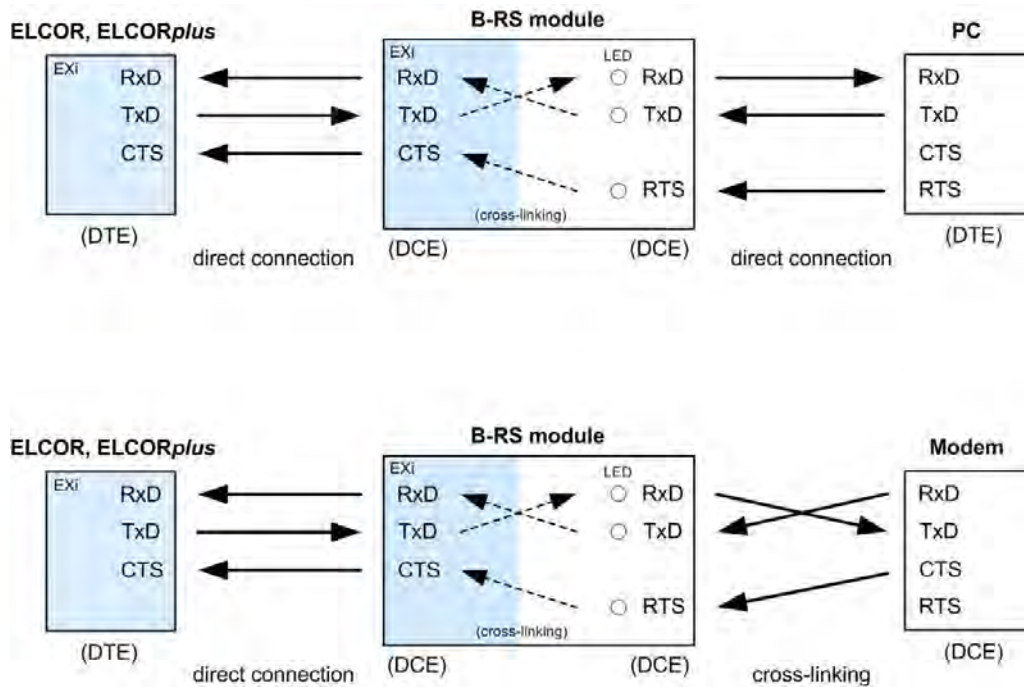 B-RS module
ELCOR, ELCORplus
PC
EXi
RxD
TxD
CTS
(DTE)
direct connection
EXi
RxD
TxD
CTS
(cross-linking)
(DCE)
LED
RxD
TxD
RTS
(DCE)
direct connection
RxD
TxD
CTS
RTS
(DTE)
B-RS module
ELCOR, ELCORplus
Modem
EXi
RxD
TxD
CTS
(DTE)
direct connection
EXi
RxD
TxD
CTS
(cross-linking)
(DCE)
LED
RxD
TxD
RTS
(DCE)
cross-linking
RxD
TxD
CTS
RTS
(DCE)